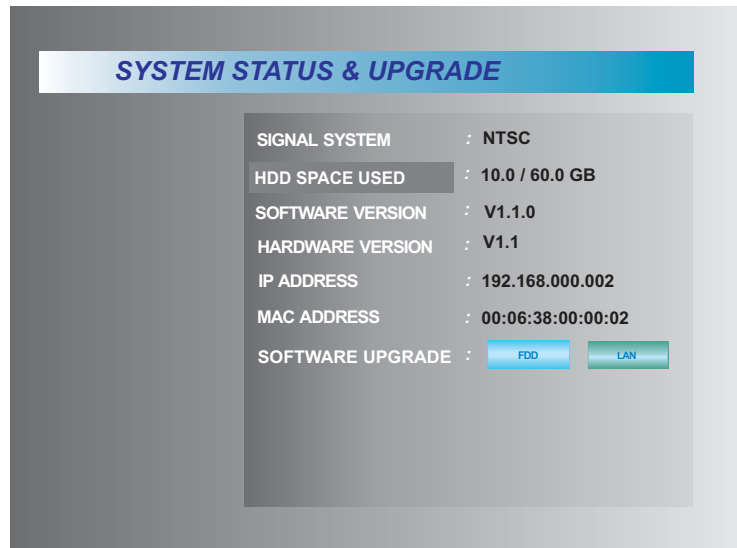 SYSTEM STATUS & UPGRADE
SIGNAL SYSTEM : NTSC
HDD SPACE USED : 10.0 / 60.0 GB
SOFTWARE VERSION : V1.1.0
HARDWARE VERSION : V1.1
IP ADDRESS : 192.168.000.002
MAC ADDRESS : 00:06:38:00:00:02
SOFTWARE UPGRADE : FDD LAN